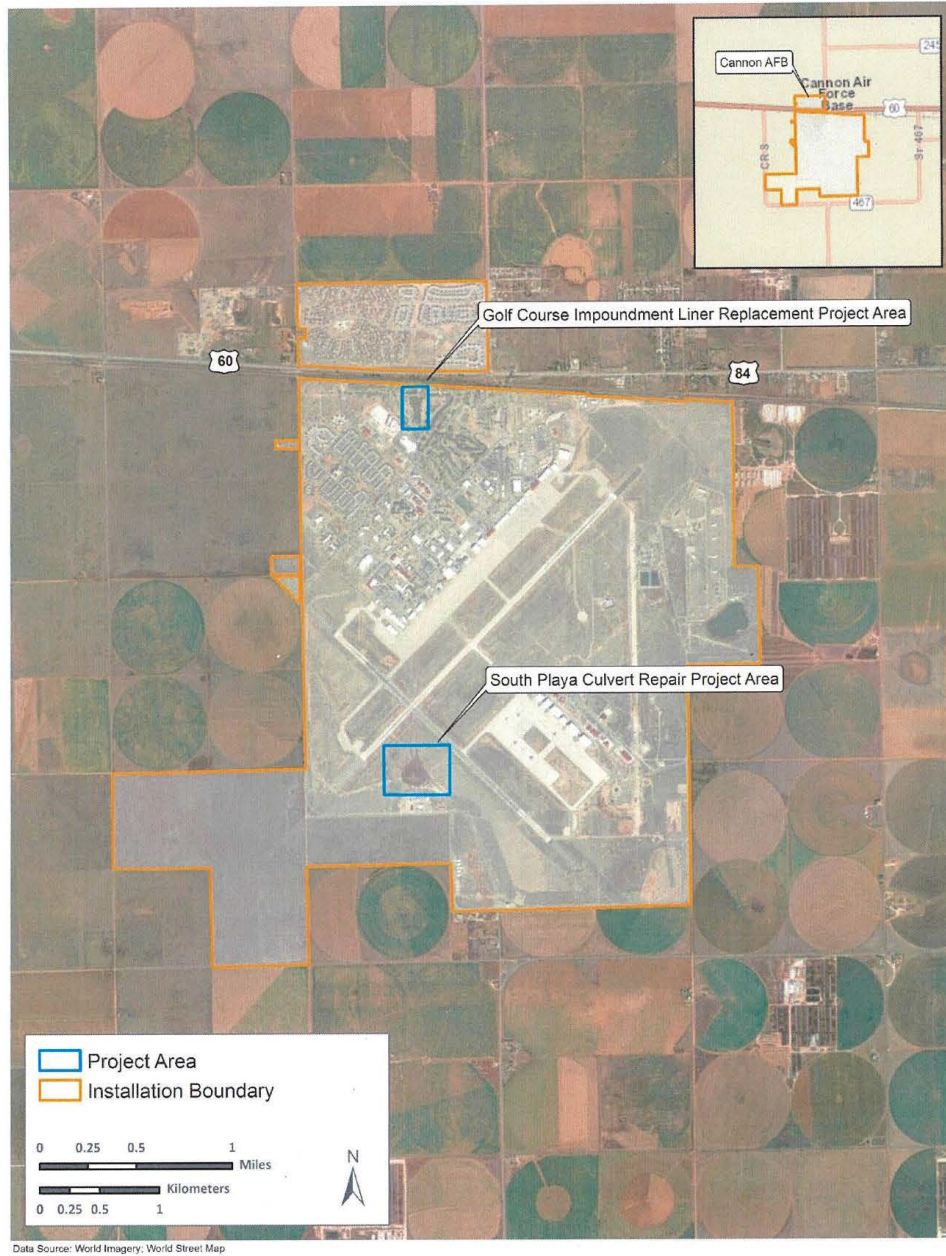 245
Cannon AFB
Cannon Air
Force
Base
60
CR S
Sr 467
467
Golf Course Impoundment Liner Replacement Project Area
60
84
South Playa Culvert Repair Project Area
Project Area
Installation Boundary
0 0.25 0.5 1
Miles
Kilometers
0 0.25 0.5 1
N
Data Source: World Imagery; World Street Map